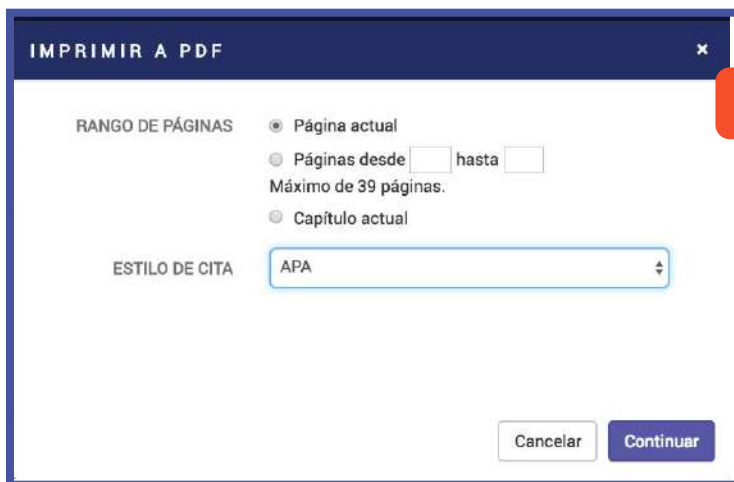 IMPRIMIR A PDF ×
RANGO DE PÁGINAS Página actual
Páginas desde hasta
Máximo de 39 páginas.
Capítulo actual
ESTILO DE CITA APA
Cancelar Continuar